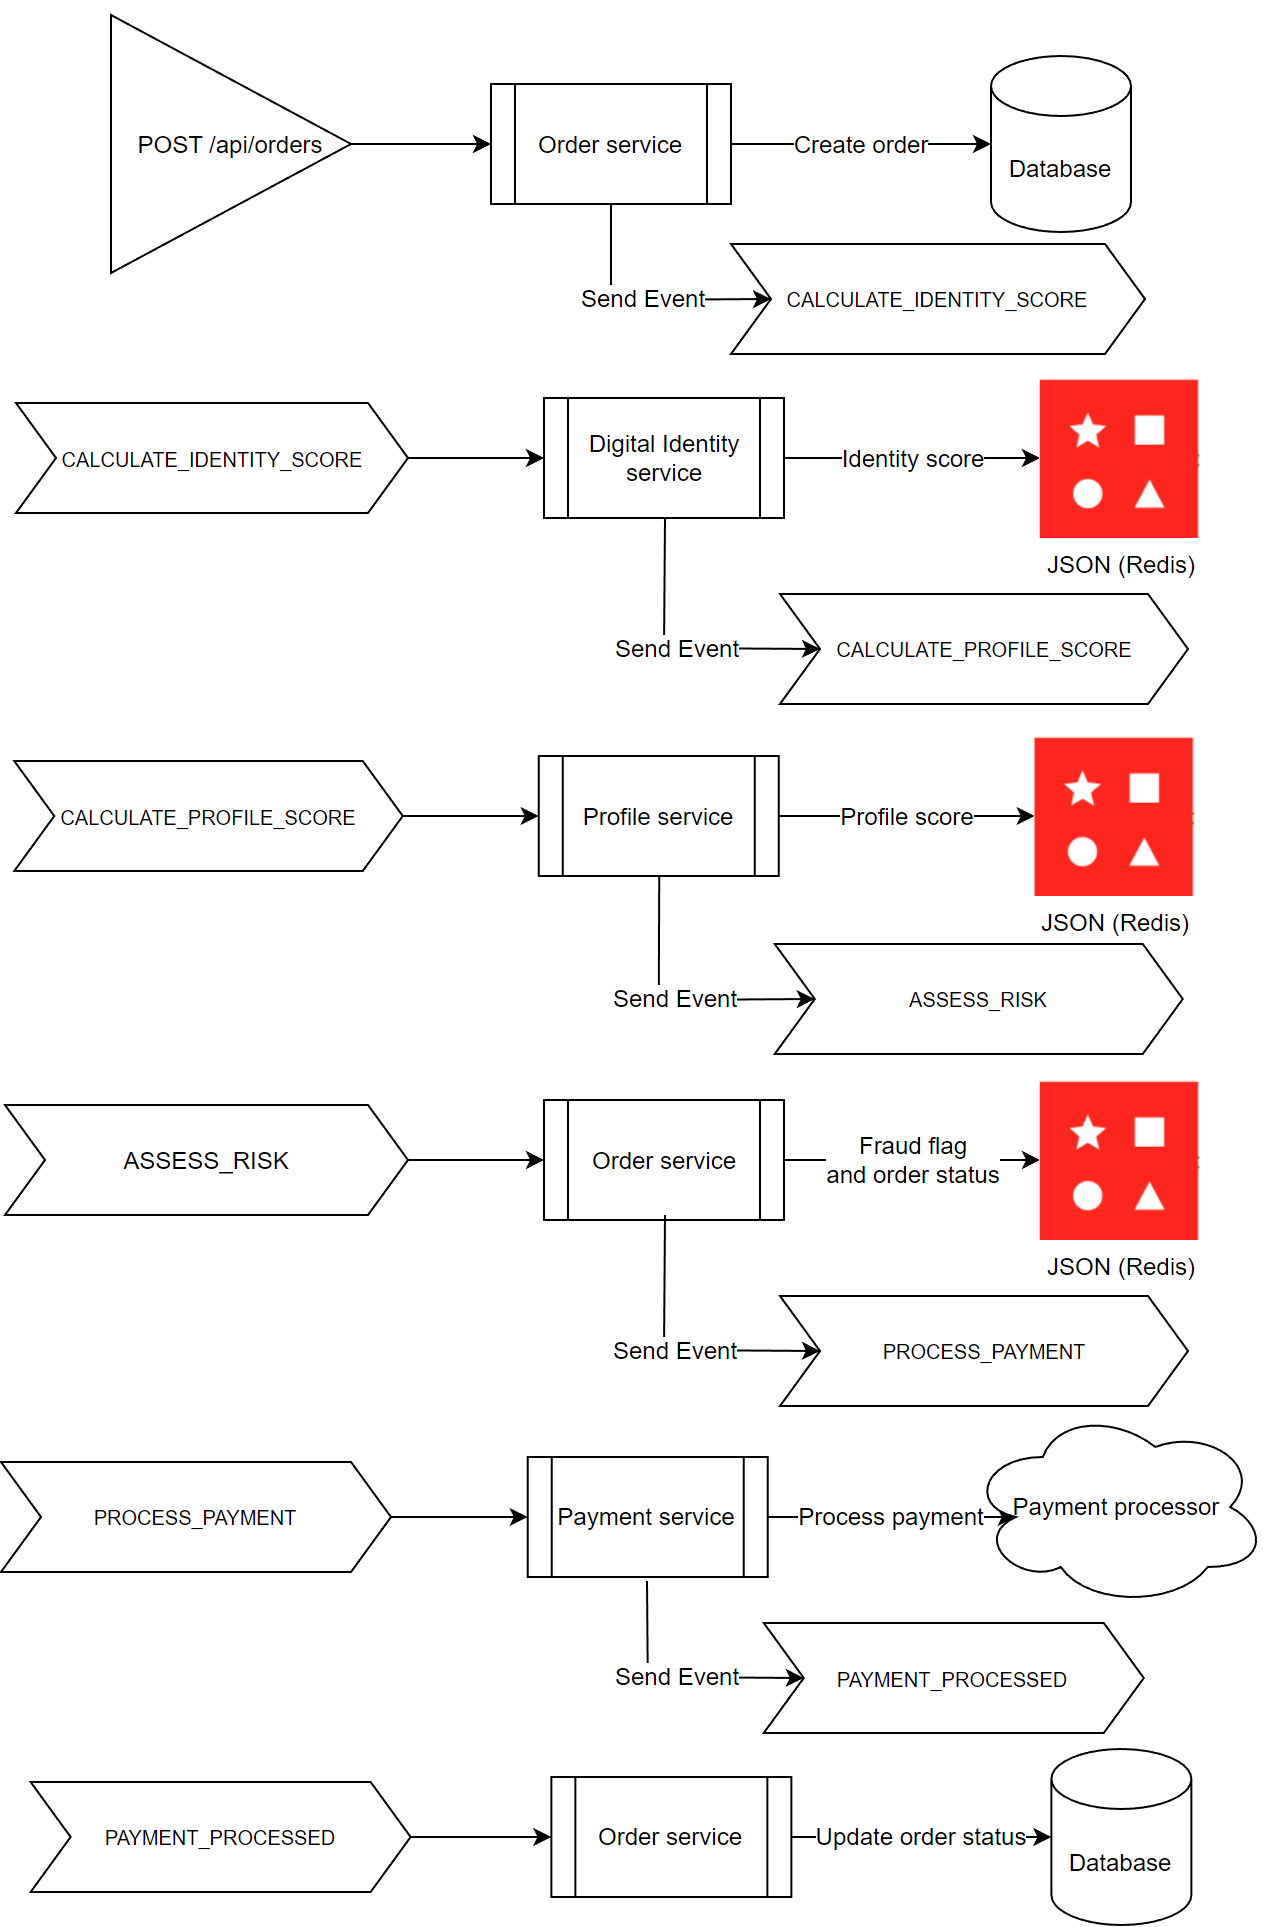 POST /api/orders
Order service
Create order
Database
Send Event
CALCULATE_IDENTITY_SCORE
CALCULATE_IDENTITY_SCORE
Digital Identity
service
Identity score
JSON (Redis)
Send Event
CALCULATE_PROFILE_SCORE
CALCULATE_PROFILE_SCORE
Profile service
Profile score
JSON (Redis)
Send Event
ASSESS_RISK
ASSESS_RISK
Order service
Fraud flag
and order status
JSON (Redis)
Send Event
PROCESS_PAYMENT
PROCESS_PAYMENT
Payment service
Process payment
Payment processor
Send Event
PAYMENT_PROCESSED
PAYMENT_PROCESSED
Order service
Update order status
Database